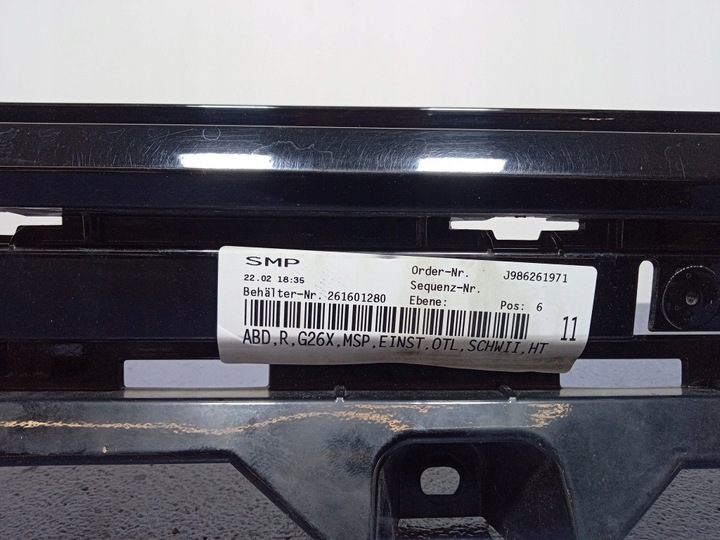 SMP
22.02 18:35
Order-Nr. J986261971
Sequenz-Nr.
Behälter-Nr. 261601280 Ebene: Pos: 6
11
ABD,R,G26X,MSP,EINST.OTL,SCHWII,HT